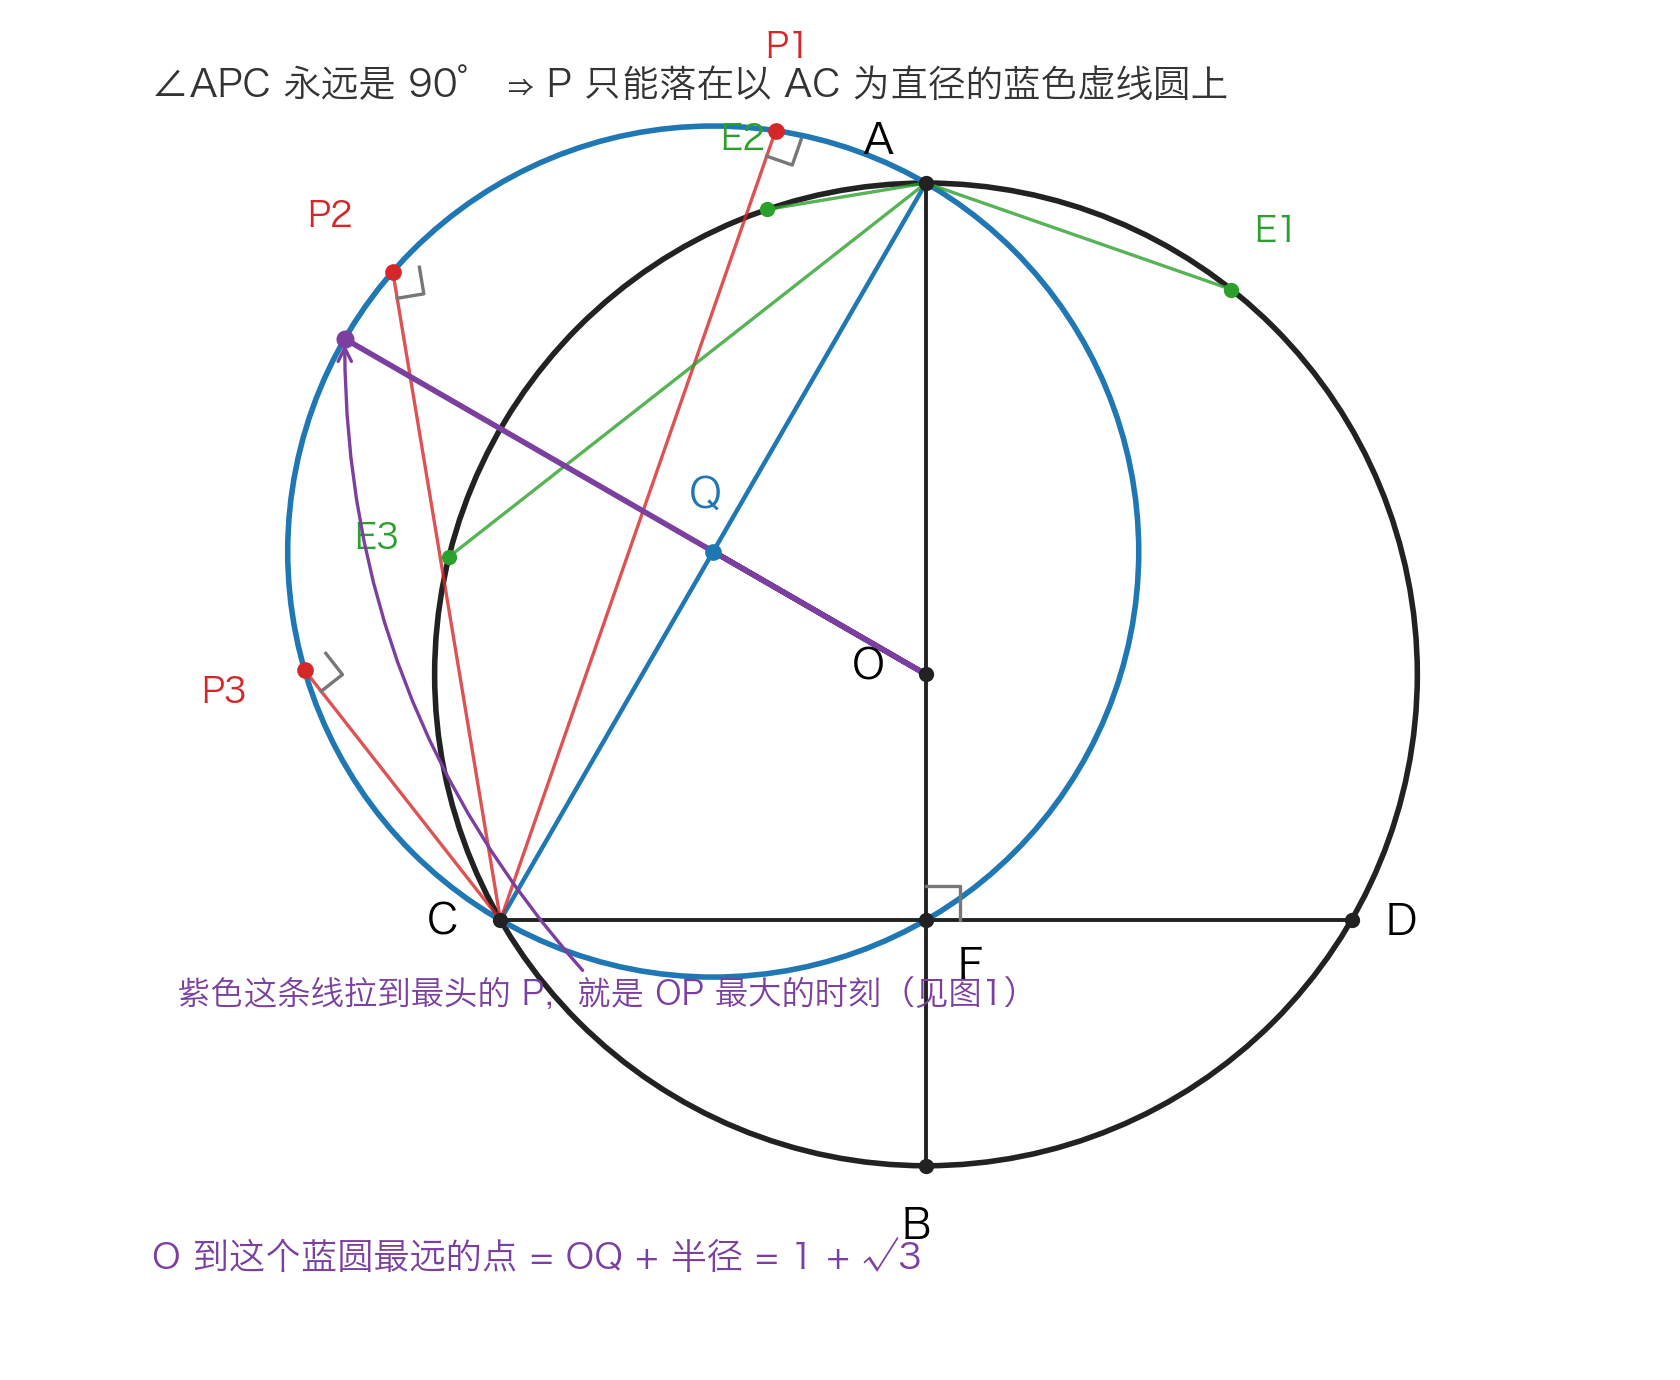 P1
∠APC 永远是 90° ⇒ P 只能落在以 AC 为直径的蓝色虚线圆上
E2
A
P2
E1
Q
E3
O
P3
C
D
F
紫色这条线拉到最头的 P，就是 OP 最大的时刻（见图1）
B
O 到这个蓝圆最远的点 = OQ + 半径 = 1 + √3